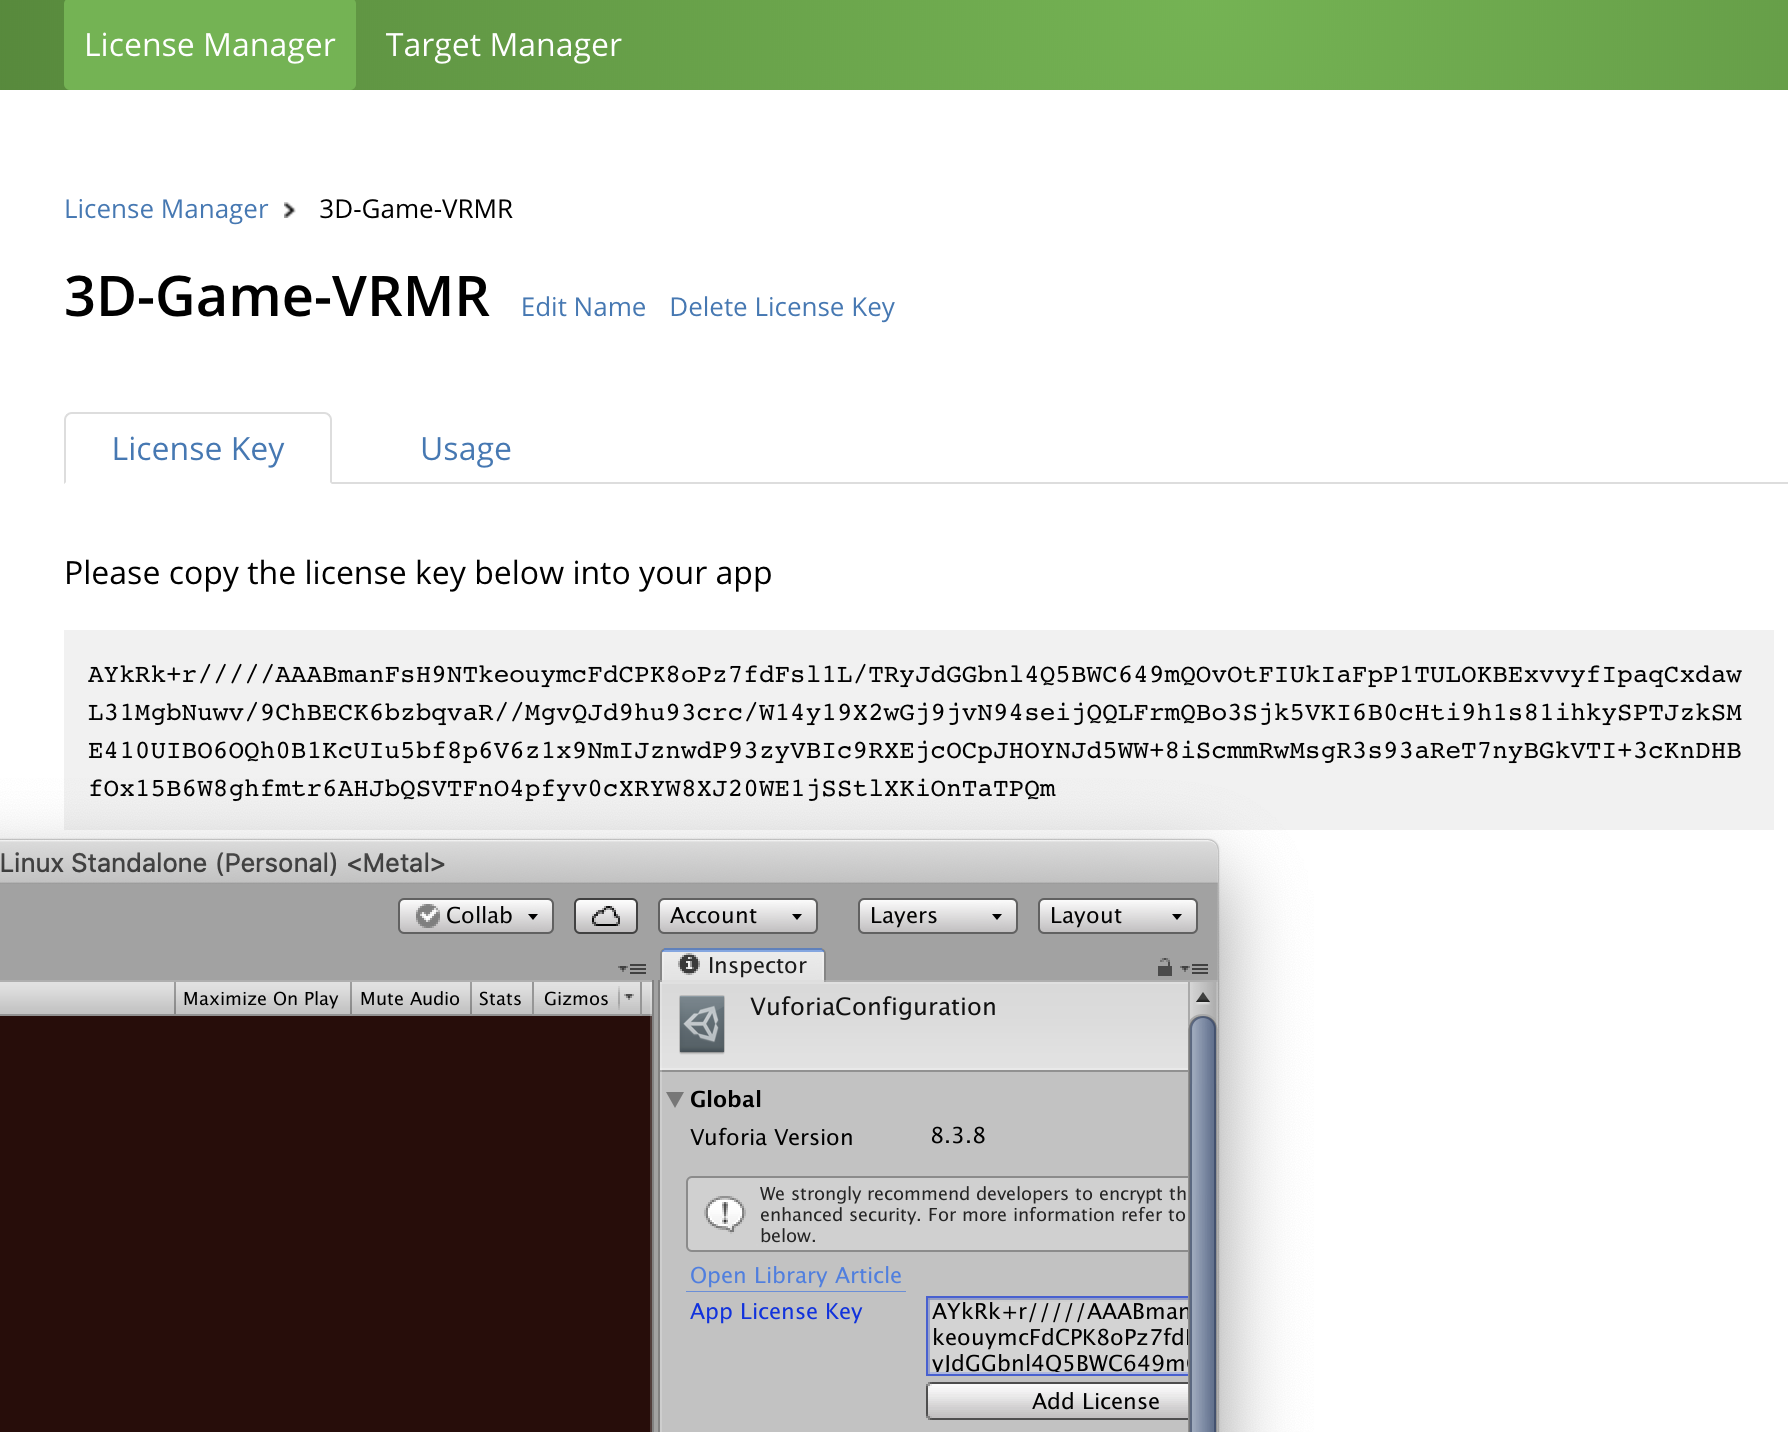 License Manager Target Manager
License Manager > 3D-Game-VRMR
3D-Game-VRMR Edit Name Delete License Key
License Key Usage
Please copy the license key below into your app
AYkRk+r/////AAABmanFsH9NTkeouymcFdCPK8oPz7fdFsl1L/TRyJdGGbnl4Q5BWC649mQOvOtFIUkIaFpP1TULOKBExvvyfIpaqCxdaw
L31MgbNuwv/9ChBECK6bzbqvaR//MgvQJd9hu93crc/W14y19X2wGj9jvN94seijQQLFrmQBo3Sjk5VKI6B0cHti9h1s81ihkySPTJzkSM
E410UIBO6OQh0B1KcUIu5bf8p6V6z1x9NmIJznwdP93zyVBIc9RXEjcOCpJHOYNJd5WW+8iScmmRwMsgR3s93aReT7nyBGkVTI+3cKnDHB
fOx15B6W8ghfmtr6AHJbQSVTFnO4pfyv0cXRYW8XJ20WE1jSStlXKiOnTaTPQm
Linux Standalone (Personal) <Metal>
Collab Account Layers Layout
Inspector
Maximize On Play Mute Audio Stats Gizmos
VuforiaConfiguration
Global
Vuforia Version 8.3.8
We strongly recommend developers to encrypt th
enhanced security. For more information refer to
below.
Open Library Article
App License Key AYkRk+r/////AAABman
keouymcFdCPK8oPz7fd
yJdGGbnl4Q5BWC649m
Add License